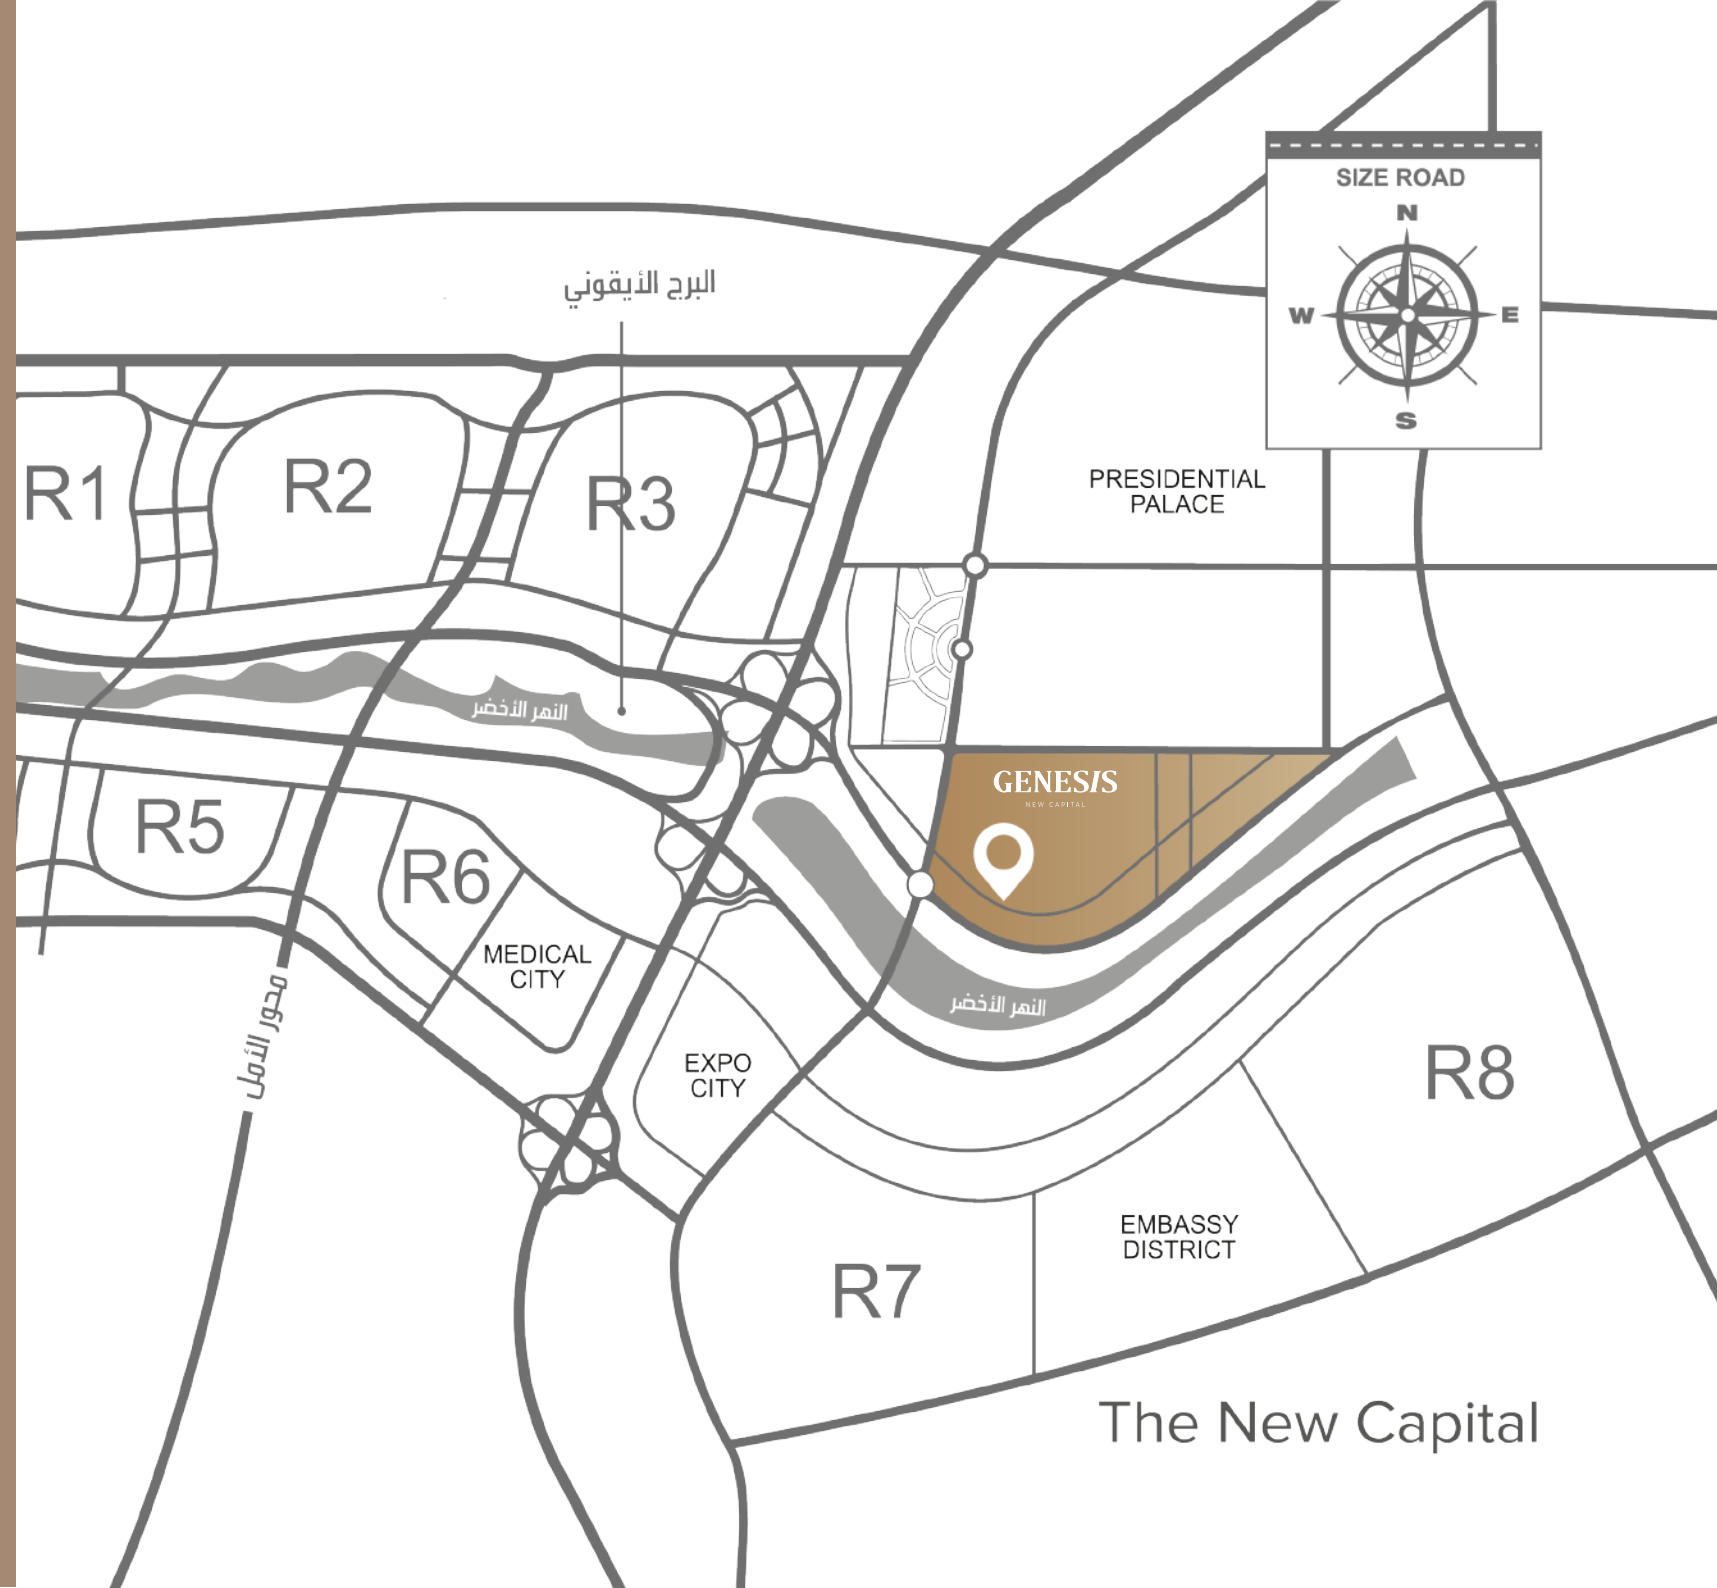 SIZE ROAD
N
W
E
S
البرج الأيقوني
R1
R2
R3
PRESIDENTIAL
PALACE
النهر الأخضر
GENESIS
NEW CAPITAL
R5
R6
MEDICAL
CITY
محور الأمل
النهر الأخضر
EXPO
CITY
R8
EMBASSY
DISTRICT
R7
The New Capital